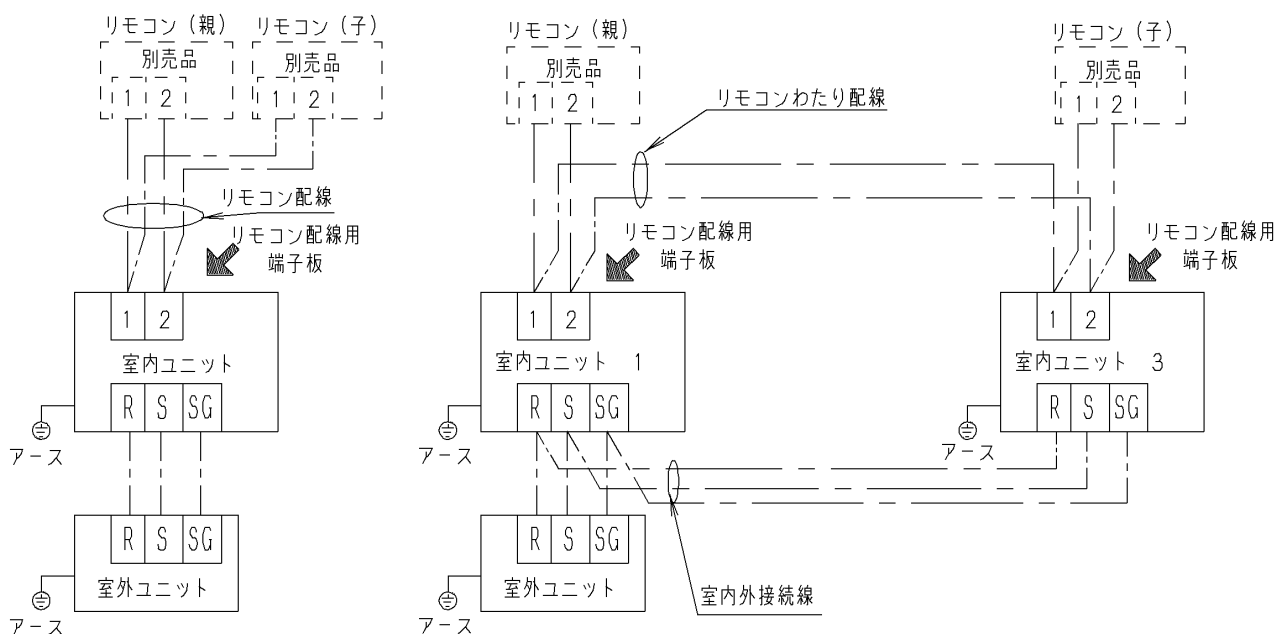 リモコン（親）
別売品
1 2
リモコン（子）
別売品
1 2
リモコン配線
リモコン配線用
端子板
1 2
室内ユニット
R S SG
アース
R S SG
室外ユニット
アース
リモコン（親）
別売品
1 2
リモコンわたり配線
リモコン（子）
別売品
1 2
リモコン配線用
端子板
リモコン配線用
端子板
1 2
室内ユニット 1
R S SG
アース
1 2
室内ユニット 3
R S SG
アース
R S SG
室外ユニット
アース
室内外接続線